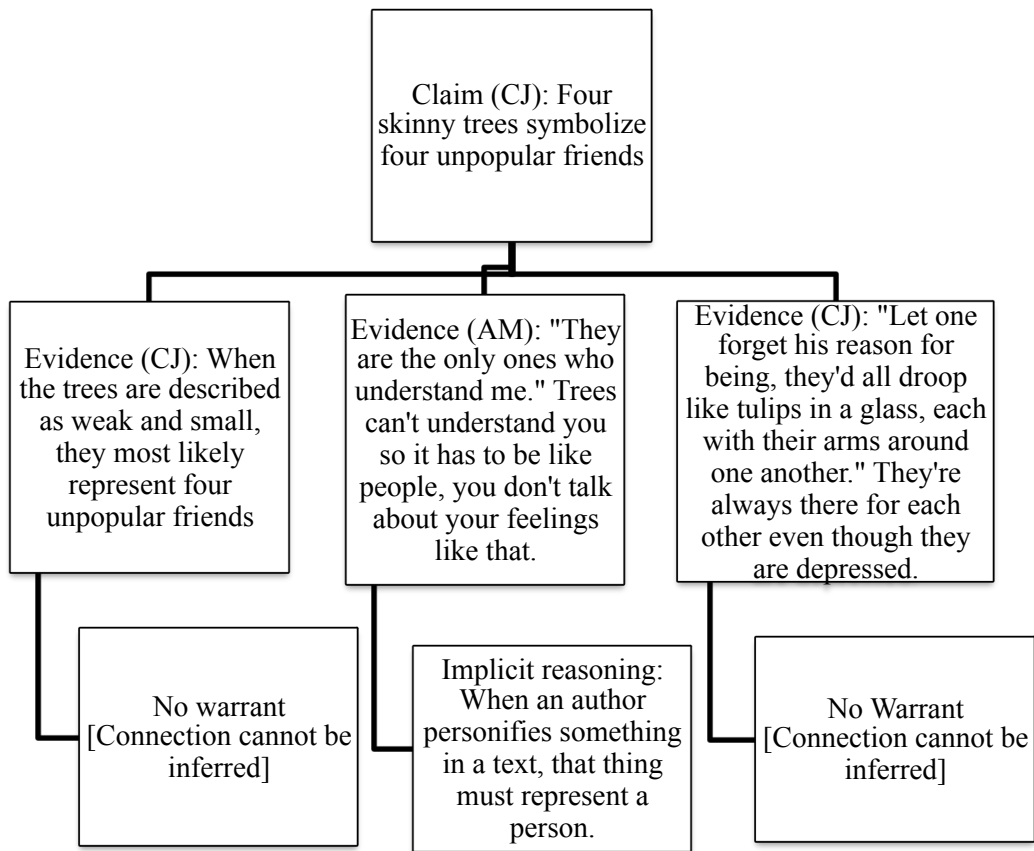 Claim (CJ): Four
skinny trees symbolize
four unpopular friends
Evidence (CJ): When
the trees are described
as weak and small,
they most likely
represent four
unpopular friends
Evidence (AM): "They
are the only ones who
understand me." Trees
can't understand you
so it has to be like
people, you don't talk
about your feelings
like that.
Evidence (CJ): "Let one
forget his reason for
being, they'd all droop
like tulips in a glass, each
with their arms around
one another." They're
always there for each
other even though they
are depressed.
No warrant
[Connection cannot be
inferred]
Implicit reasoning:
When an author
personifies something
in a text, that thing
must represent a
person.
No Warrant
[Connection cannot be
inferred]